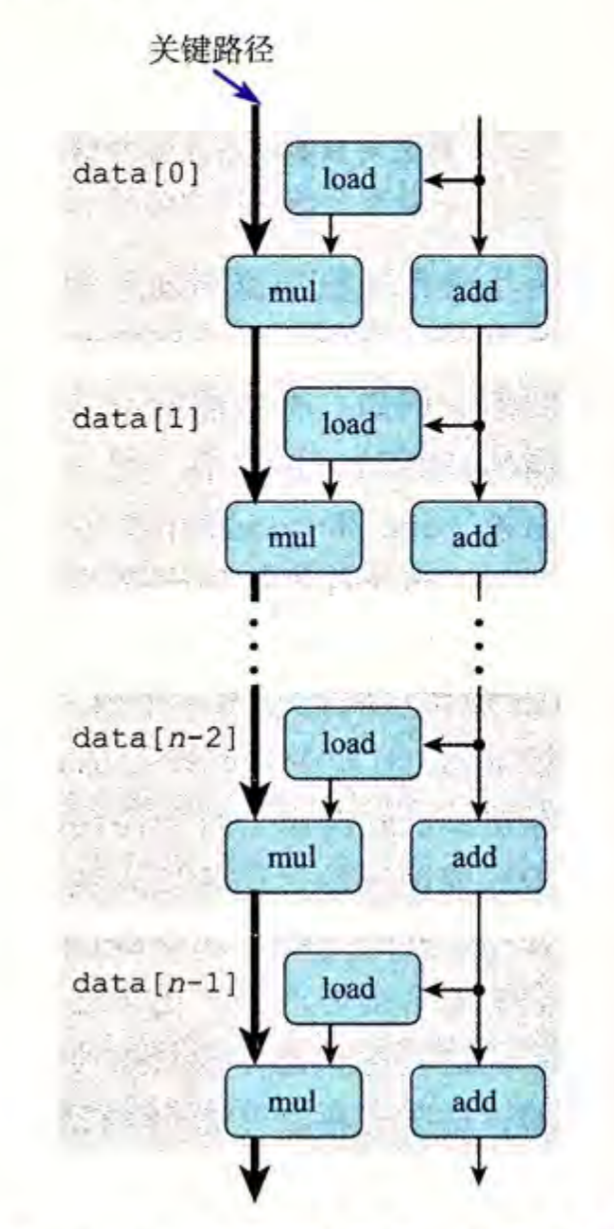 关键路径
data[0]
load
mul
add
data[1]
load
mul
add
data[n-2]
load
mul
add
data[n-1]
load
mul
add